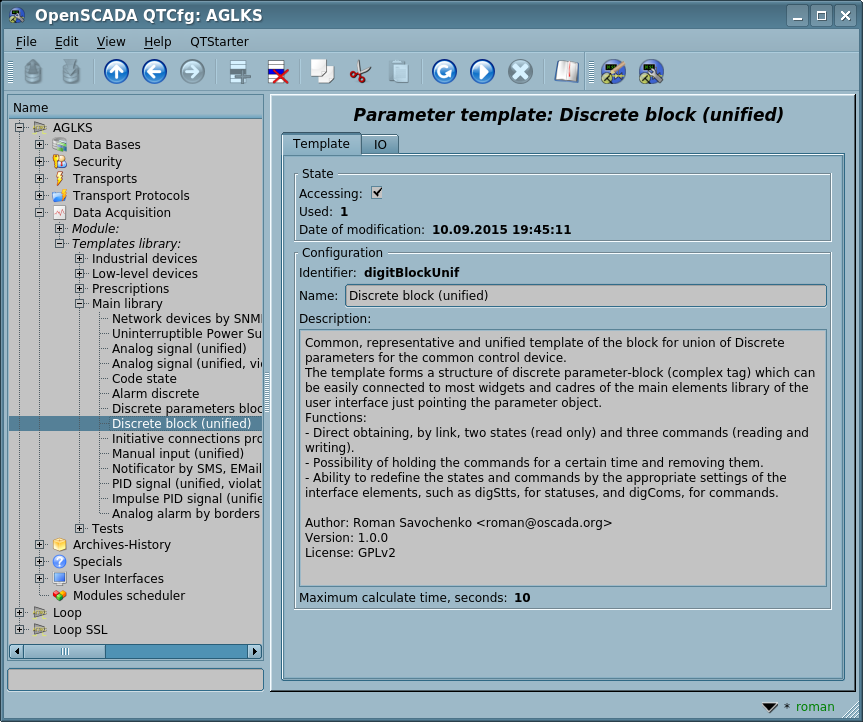 OpenSCADA QTCfg: AGLKS
File Edit View Help QTStarter
Name
AGLKS
Data Bases
Security
Transports
Transport Protocols
Data Acquisition
Module:
Templates library:
Industrial devices
Low-level devices
Prescriptions
Main library
Network devices by SNM
Uninterruptible Power Su
Analog signal (unified)
Analog signal (unified, vi
Code state
Alarm discrete
Discrete parameters bloc
Discrete block (unified)
Initiative connections pro
Manual input (unified)
Notificator by SMS, EMail
PID signal (unified, violat
Impulse PID signal (unifie
Analog alarm by borders
Tests
Archives-History
Specials
User Interfaces
Modules scheduler
Loop
Loop SSL
Parameter template: Discrete block (unified)
Template IO
State
Accessing:
Used: 1
Date of modification: 10.09.2015 19:45:11
Configuration
Identifier: digitBlockUnif
Name: Discrete block (unified)
Description:
Common, representative and unified template of the block for union of Discrete
parameters for the common control device.
The template forms a structure of discrete parameter-block (complex tag) which can
be easily connected to most widgets and cadres of the main elements library of the
user interface just pointing the parameter object.
Functions:
- Direct obtaining, by link, two states (read only) and three commands (reading and
writing).
- Possibility of holding the commands for a certain time and removing them.
- Ability to redefine the states and commands by the appropriate settings of the
interface elements, such as digStts, for statuses, and digComs, for commands.
Author: Roman Savochenko <roman@oscada.org>
Version: 1.0.0
License: GPLv2
Maximum calculate time, seconds: 10
* roman